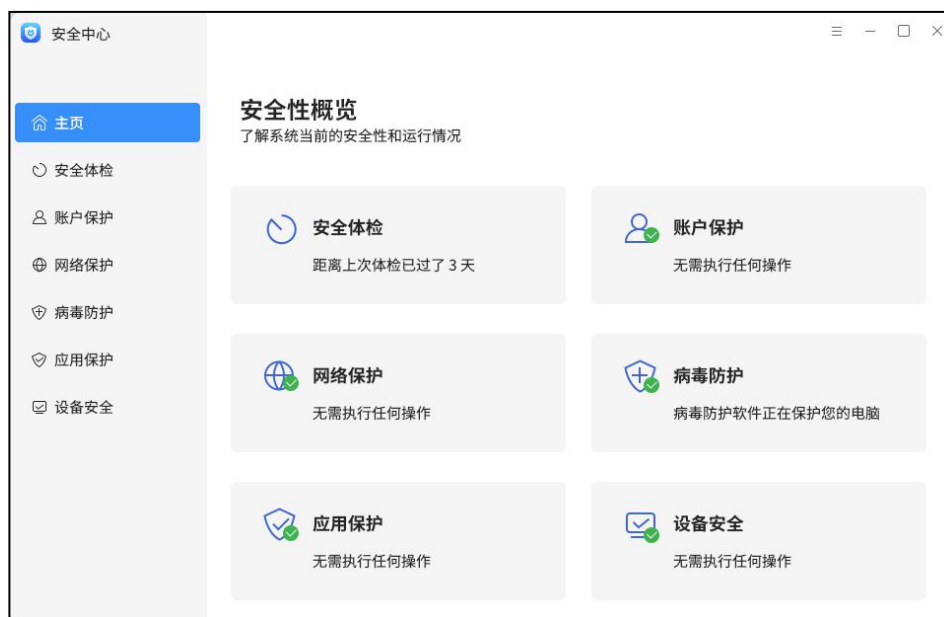 安全中心
主页
安全体检
账户保护
网络保护
病毒防护
应用保护
设备安全
安全性概览
了解系统当前的安全性和运行情况
安全体检
距离上次体检已过了 3 天
账户保护
无需执行任何操作
网络保护
无需执行任何操作
病毒防护
病毒防护软件正在保护您的电脑
应用保护
无需执行任何操作
设备安全
无需执行任何操作